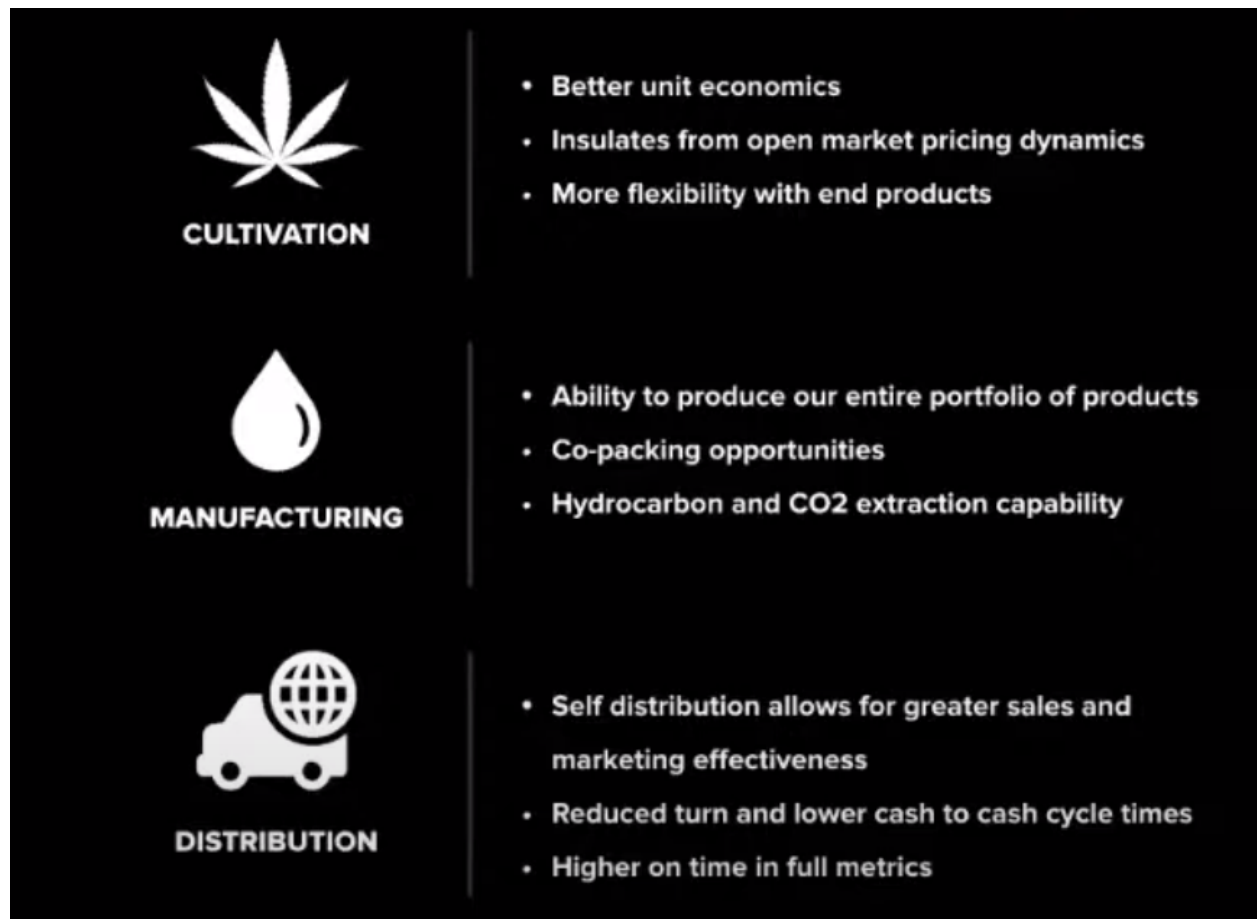 CULTIVATION
• Better unit economics
• Insulates from open market pricing dynamics
• More flexibility with end products
MANUFACTURING
• Ability to produce our entire portfolio of products
• Co-packing opportunities
• Hydrocarbon and CO2 extraction capability
DISTRIBUTION
• Self distribution allows for greater sales and
marketing effectiveness
• Reduced turn and lower cash to cash cycle times
• Higher on time in full metrics